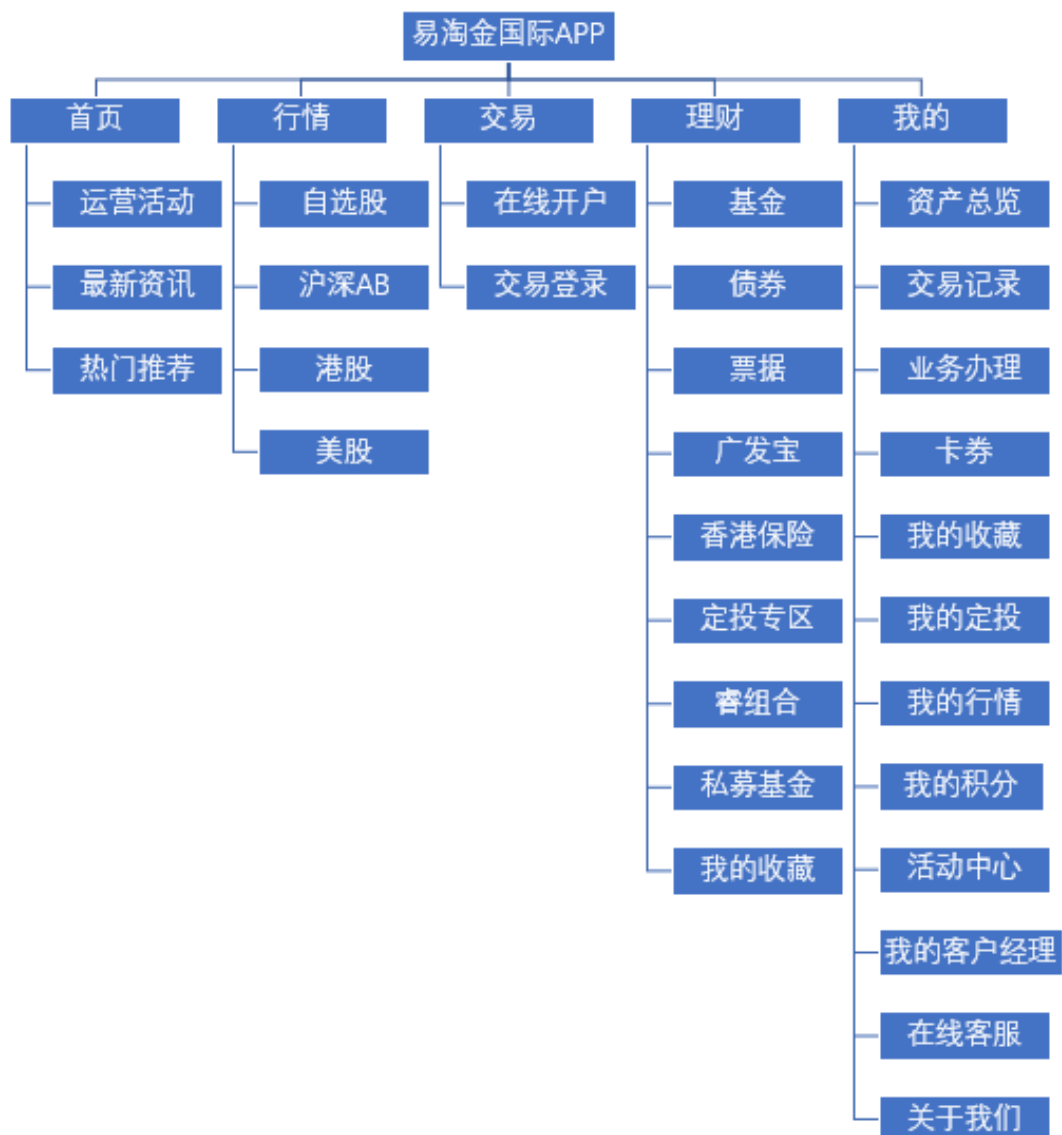 易淘金国际APP
首页
行情
交易
理财
我的
运营活动
自选股
在线开户
基金
资产总览
最新资讯
沪深AB
交易登录
债券
交易记录
热门推荐
港股
票据
业务办理
美股
广发宝
卡券
香港保险
我的收藏
定投专区
我的定投
睿组合
我的行情
私募基金
我的积分
我的收藏
活动中心
我的客户经理
在线客服
关于我们